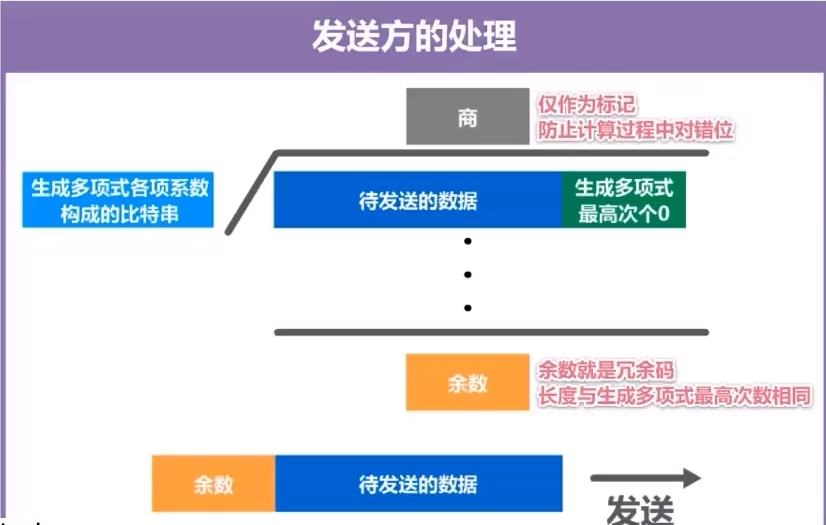 发送方的处理
商
仅作为标记
防止计算过程中对错位
生成多项式各项系数
构成的比特串
待发送的数据
生成多项式
最高次个0
余数
余数就是冗余码
长度与生成多项式最高次数相同
余数
待发送的数据
发送